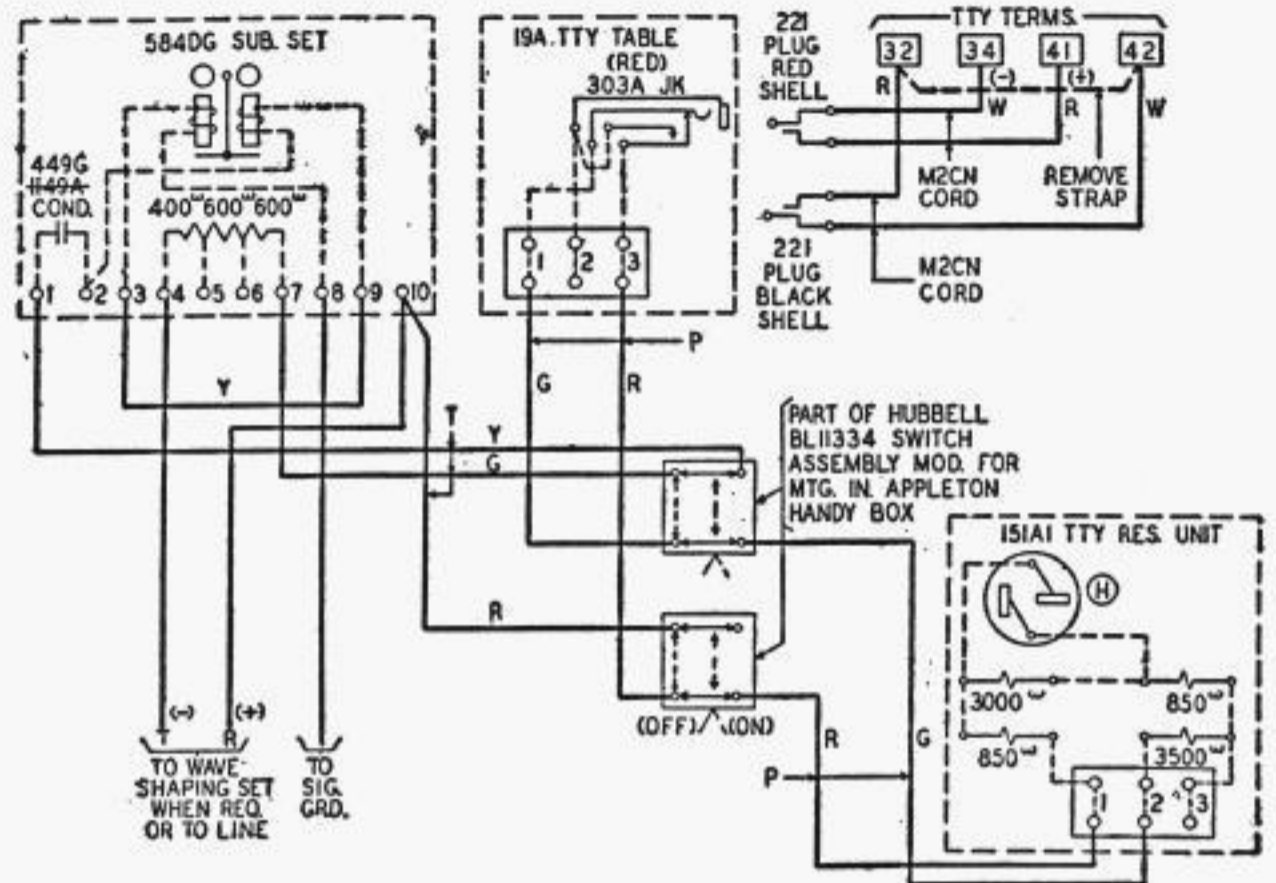 584DG SUB. SET
449G
1149A
COND.
400ω 600ω 600ω
1 2 3 4 5 6 7 8 9 10
19A. TTY TABLE
(RED)
303A JK
1 2 3
221
PLUG
RED
SHELL
221
PLUG
BLACK
SHELL
TTY TERMS.
32 34 41 42
R (-) W (+) R W
M2CN
CORD
REMOVE
STRAP
M2CN
CORD
P
G R
Y
T
Y
G
R
PART OF HUBBELL
BL11334 SWITCH
ASSEMBLY MOD. FOR
MTG. IN. APPLETON
HANDY BOX
(OFF) (ON)
R G
P
(-) (+)
T R
TO WAVE-
SHAPING SET
WHEN REQ.
OR TO LINE
TO
SIG.
GRD.
151A1 TTY RES. UNIT
H
3000ω 850ω
850ω 3500ω
1 2 3